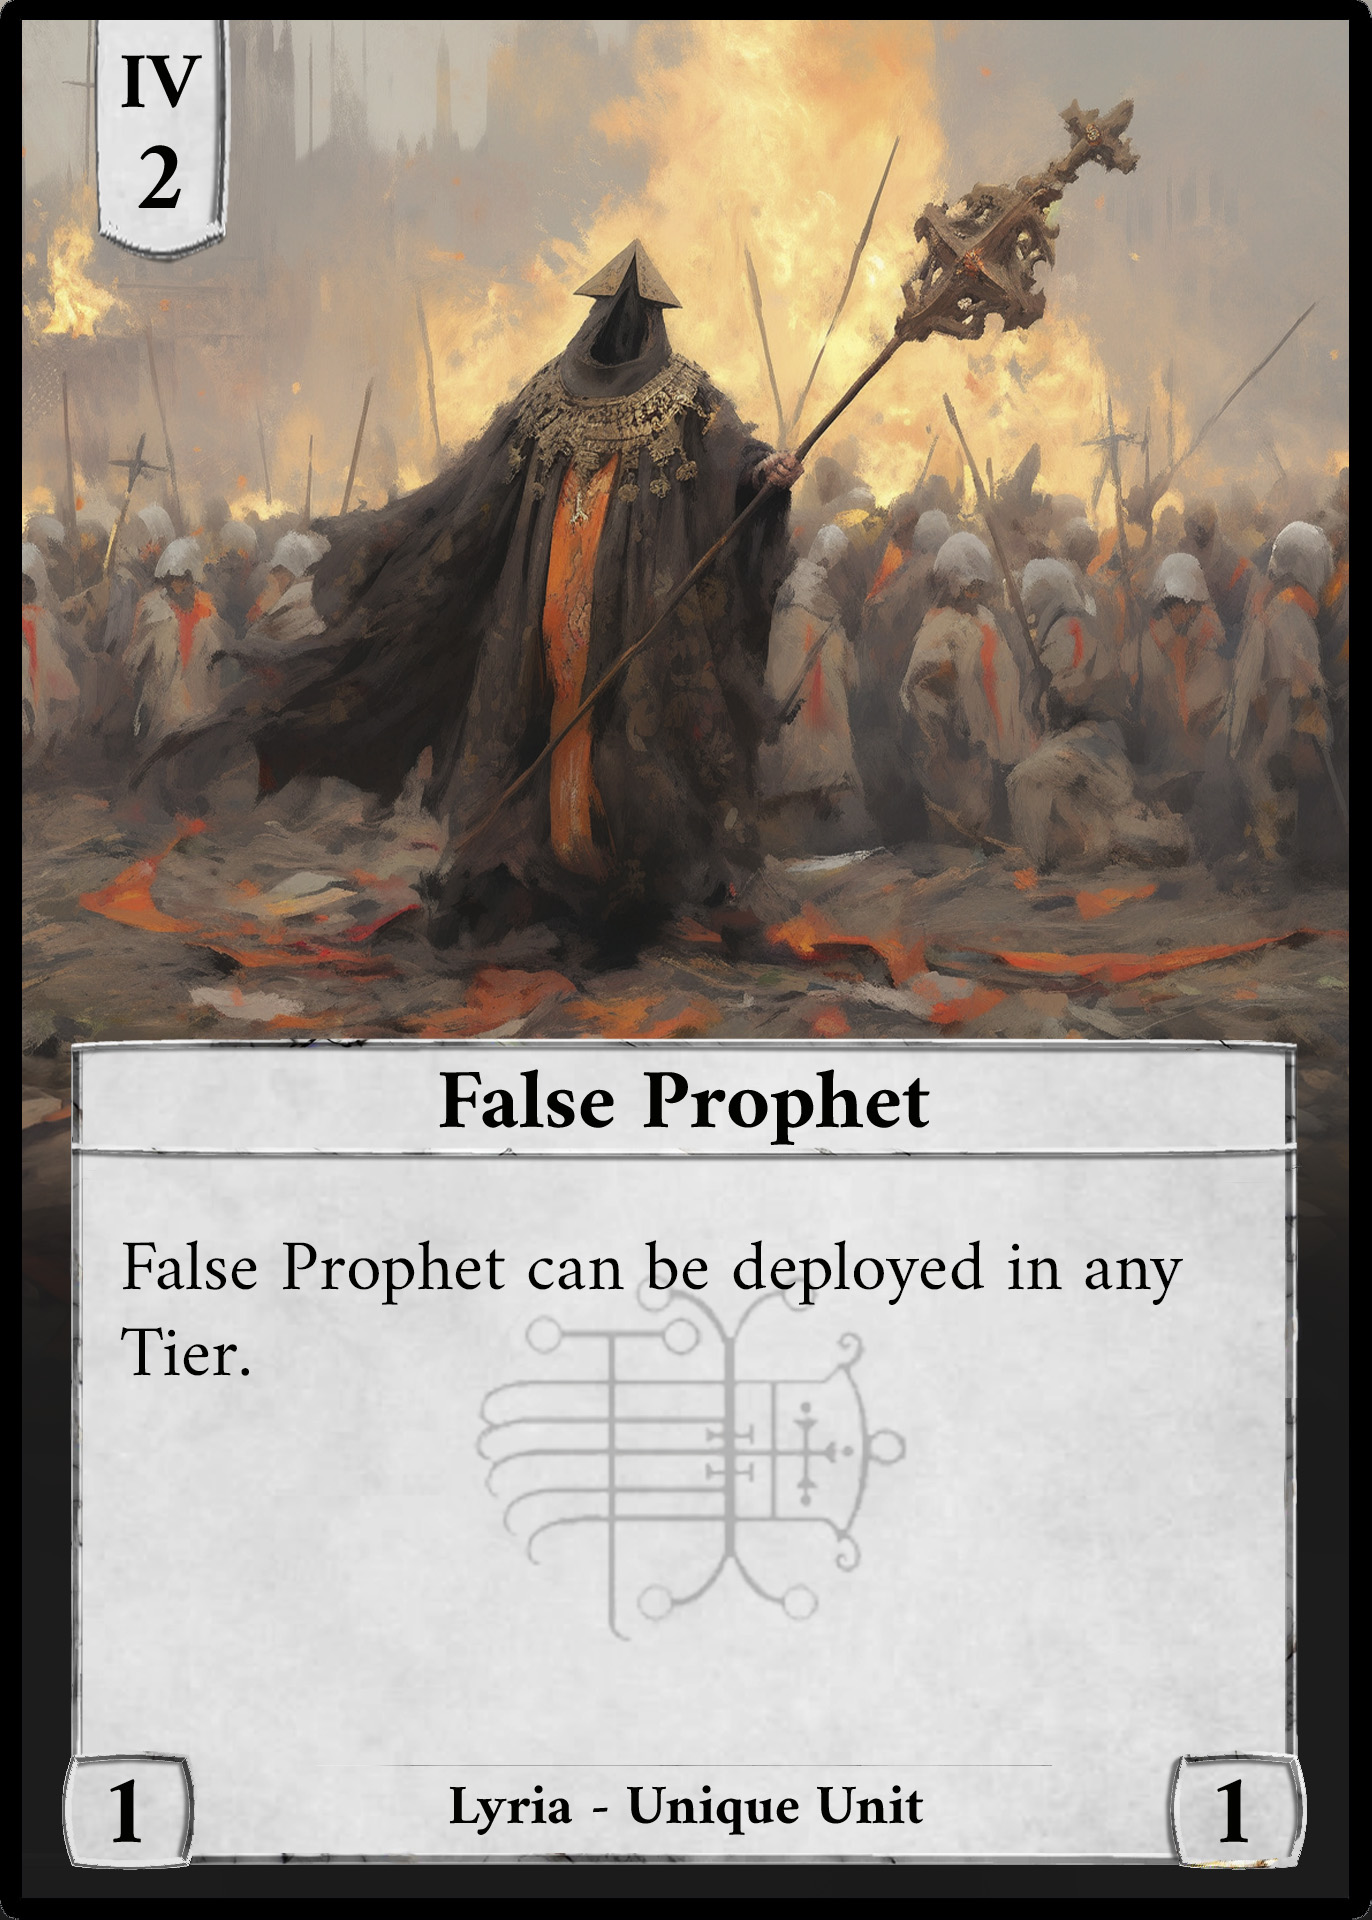 IV
2
False Prophet
False Prophet can be deployed in any
Tier.
1
Lyria - Unique Unit
1